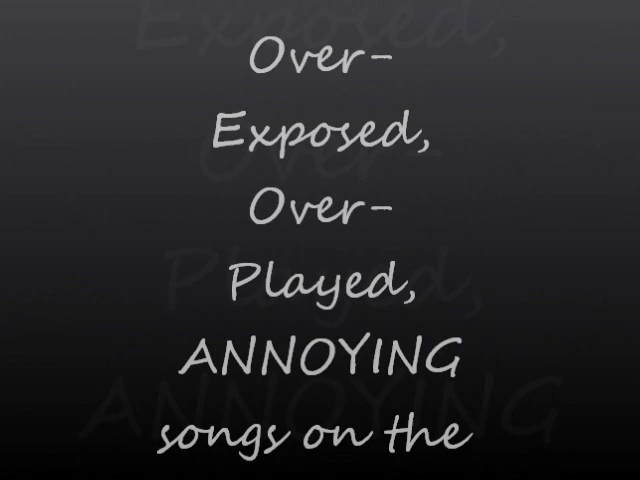 Over-
Exposed,
Over-
Played,
ANNOYING
songs on the